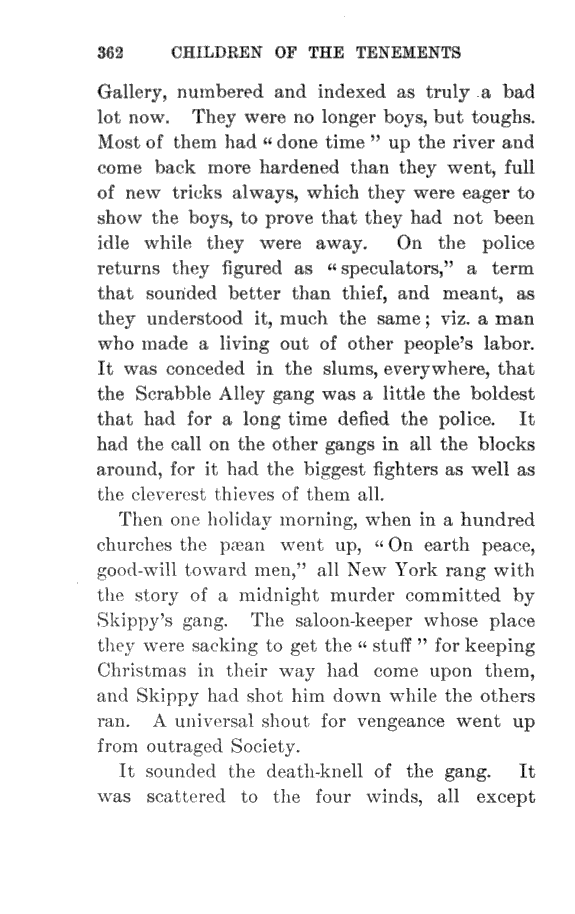 362 CHILDREN OF THE TENEMENTS
Gallery, numbered and indexed as truly a bad
lot now. They were no longer boys, but toughs.
Most of them had “done time” up the river and
come back more hardened than they went, full
of new tricks always, which they were eager to
show the boys, to prove that they had not been
idle while they were away. On the police
returns they figured as “speculators,” a term
that sounded better than thief, and meant, as
they understood it, much the same; viz. a man
who made a living out of other people’s labor.
It was conceded in the slums, everywhere, that
the Scrabble Alley gang was a little the boldest
that had for a long time defied the police. It
had the call on the other gangs in all the blocks
around, for it had the biggest fighters as well as
the cleverest thieves of them all.
Then one holiday morning, when in a hundred
churches the pæan went up, “On earth peace,
good-will toward men,” all New York rang with
the story of a midnight murder committed by
Skippy’s gang. The saloon-keeper whose place
they were sacking to get the “stuff” for keeping
Christmas in their way had come upon them,
and Skippy had shot him down while the others
ran. A universal shout for vengeance went up
from outraged Society.
It sounded the death-knell of the gang. It
was scattered to the four winds, all except